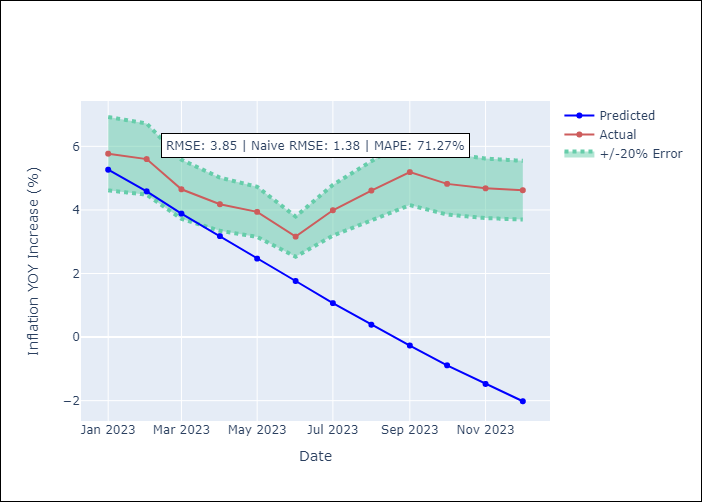 Predicted
Actual
+/-20% Error
RMSE: 3.85 | Naive RMSE: 1.38 | MAPE: 71.27%
Inflation YOY Increase (%)
6
4
2
0
−2
Jan 2023
Mar 2023
May 2023
Jul 2023
Sep 2023
Nov 2023
Date